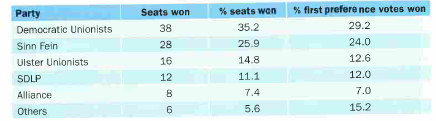 Party Seats won % seats won % first preference votes won
Democratic Unionists 38 35.2 29.2
Sinn Fein 28 25.9 24.0
Ulster Unionists 16 14.8 12.6
SDLP 12 11.1 12.0
Alliance 8 7.4 7.0
Others 6 5.6 15.2